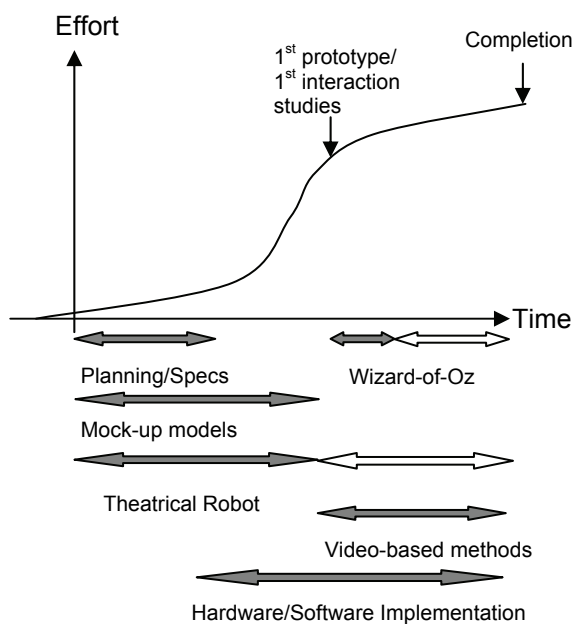 Effort
Completion
1st prototype/
1st interaction
studies
Time
Planning/Specs
Wizard-of-Oz
Mock-up models
Theatrical Robot
Video-based methods
Hardware/Software Implementation